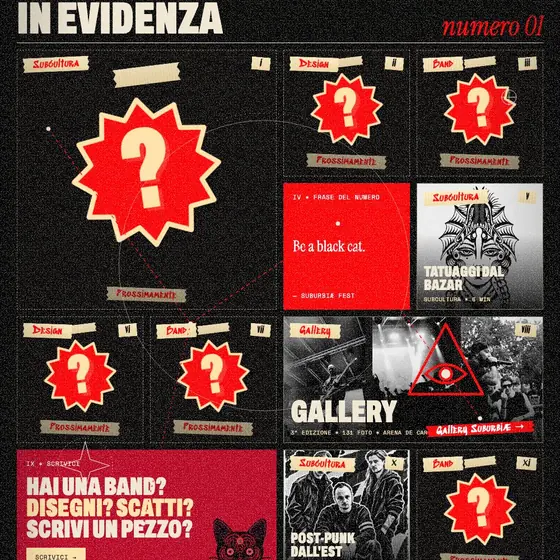 IN EVIDENZA
numero 01
SUBCULTURA
i
?
PROSSIMAMENTE
DESIGN
ii
?
PROSSIMAMENTE
BAND
iii
?
PROSSIMAMENTE
IV ✦ FRASE DEL NUMERO
Be a black cat.
— SUBURBIÆ FEST
SUBCULTURA
v
TATUAGGI DAL
BAZAR
SUBCULTURA ✦ 6 MIN
DESIGN
vi
?
PROSSIMAMENTE
BAND
vii
?
PROSSIMAMENTE
GALLERY
viii
GALLERY
3ª EDIZIONE ✦ 131 FOTO ✦ ARENA DE CAN
GALLERY SUBURBIÆ →
IX ✦ SCRIVICI
HAI UNA BAND?
DISEGNI? SCATTI?
SCRIVI UN PEZZO?
SCRIVICI →
SUBCULTURA
x
POST-PUNK
DALL'EST
BAND
xi
?